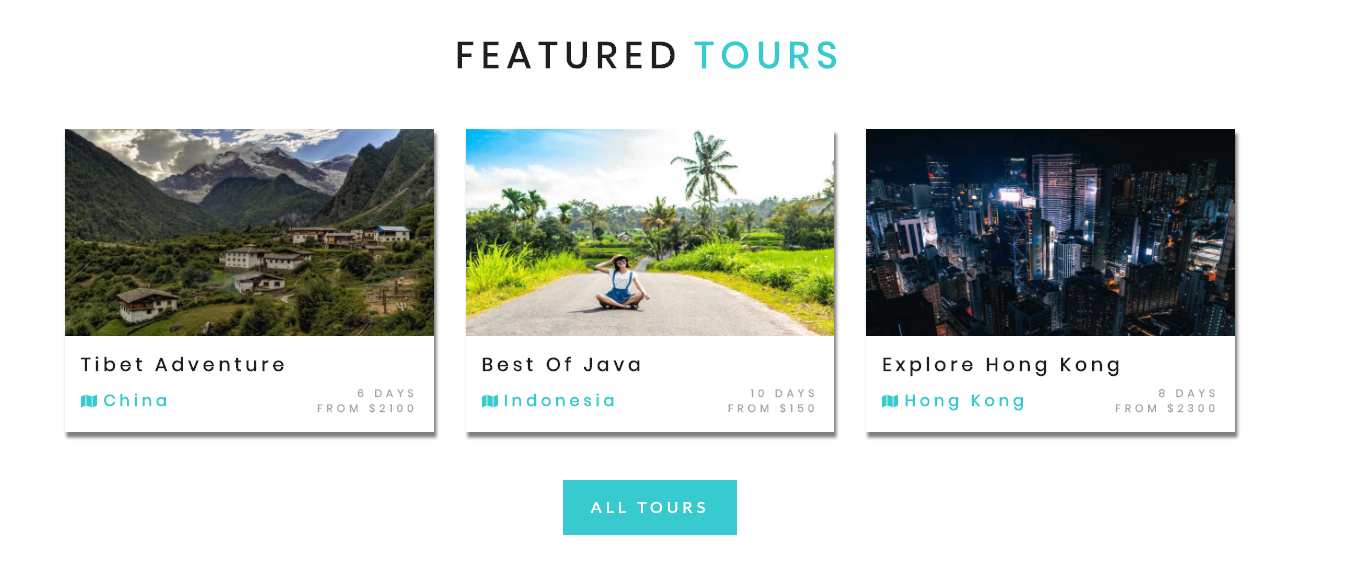 FEATURED TOURS
Tibet Adventure
China
6 DAYS
FROM $2100
Best Of Java
Indonesia
10 DAYS
FROM $150
Explore Hong Kong
Hong Kong
8 DAYS
FROM $2300
ALL TOURS